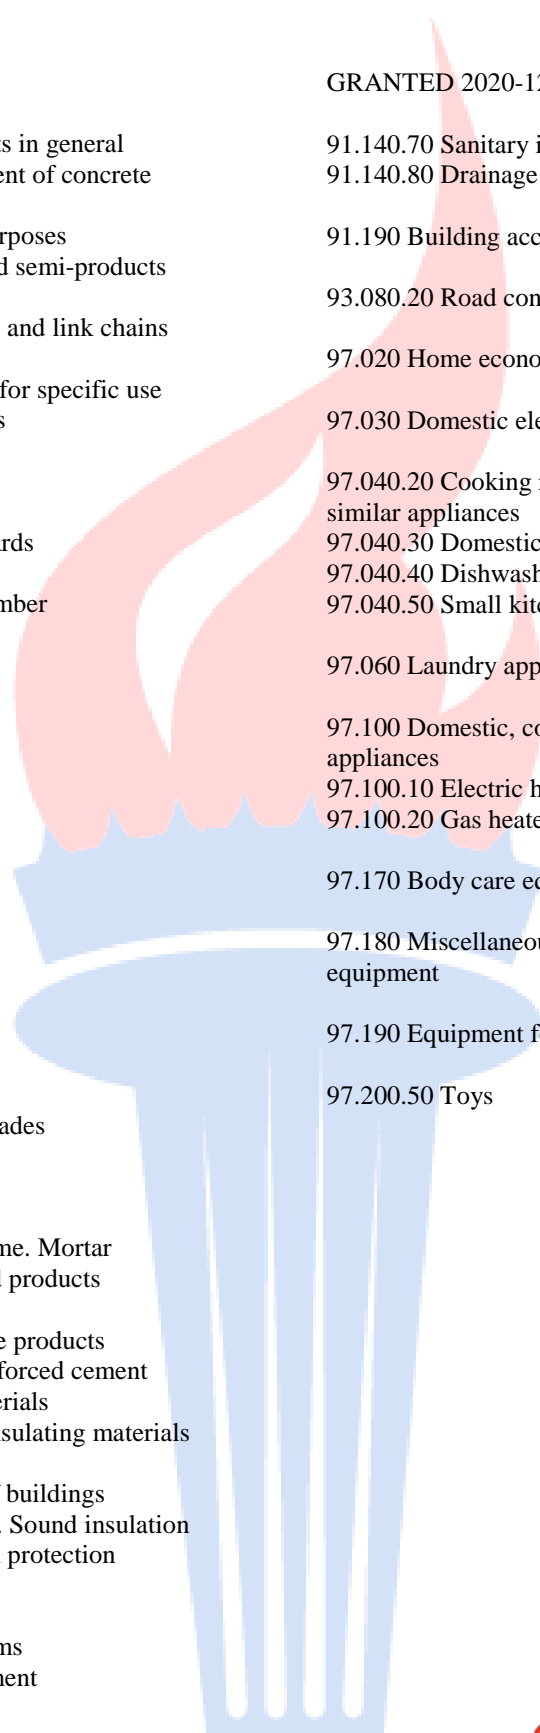 s in general
ent of concrete
rposes
d semi-products
and link chains
for specific use
s
rds
mber
ades
me. Mortar
d products
e products
forced cement
erials
nsulating materials
f buildings
. Sound insulation
protection
ms
ment
GRANTED 2020-12
91.140.70 Sanitary i
91.140.80 Drainage
91.190 Building acc
93.080.20 Road con
97.020 Home econo
97.030 Domestic ele
97.040.20 Cooking
similar appliances
97.040.30 Domestic
97.040.40 Dishwash
97.040.50 Small kitc
97.060 Laundry app
97.100 Domestic, co
appliances
97.100.10 Electric h
97.100.20 Gas heate
97.170 Body care eq
97.180 Miscellaneou
equipment
97.190 Equipment f
97.200.50 Toys